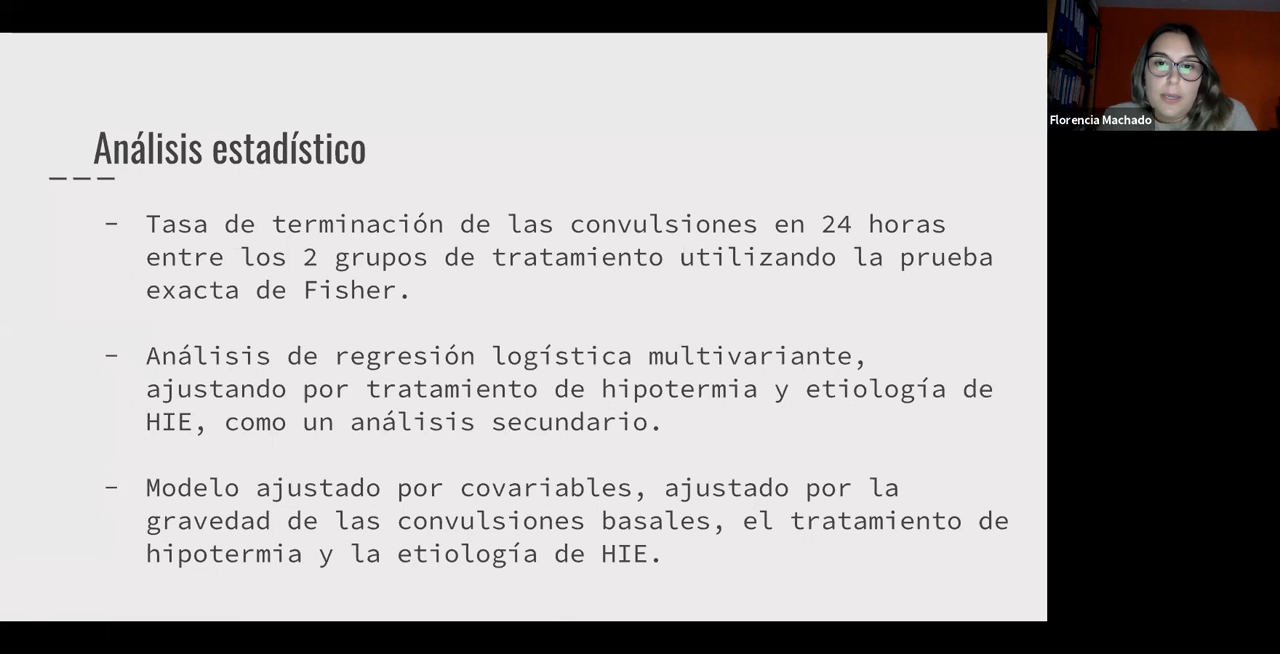 Análisis estadístico
- Tasa de terminación de las convulsiones en 24 horas
entre los 2 grupos de tratamiento utilizando la prueba
exacta de Fisher.
- Análisis de regresión logística multivariante,
ajustando por tratamiento de hipotermia y etiología de
HIE, como un análisis secundario.
- Modelo ajustado por covariables, ajustado por la
gravedad de las convulsiones basales, el tratamiento de
hipotermia y la etiología de HIE.
Florencia Machado